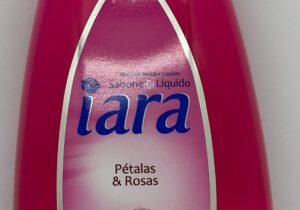 Sabonete Líquido
iara
Pétalas
& Rosas